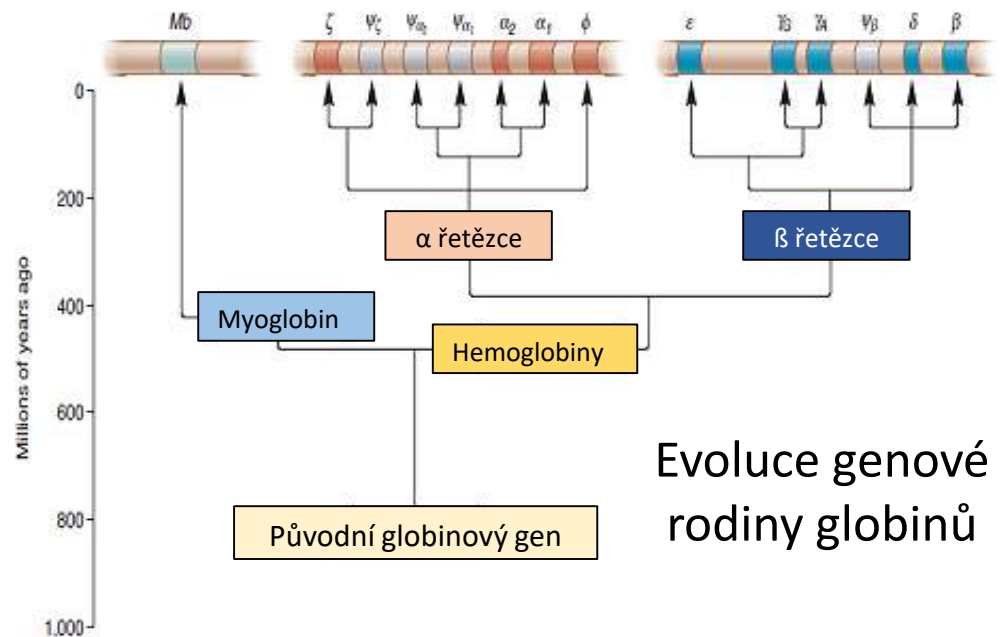 Mb ζ Ψζ Ψα2 Ψα1 α2 α1 ϕ ε γG γA Ψβ δ β
0
200
α řetězce ß řetězce
400
Myoglobin
Hemoglobiny
600
Millions of years ago
Evoluce genové
rodiny globinů
800
Původní globinový gen
1,000